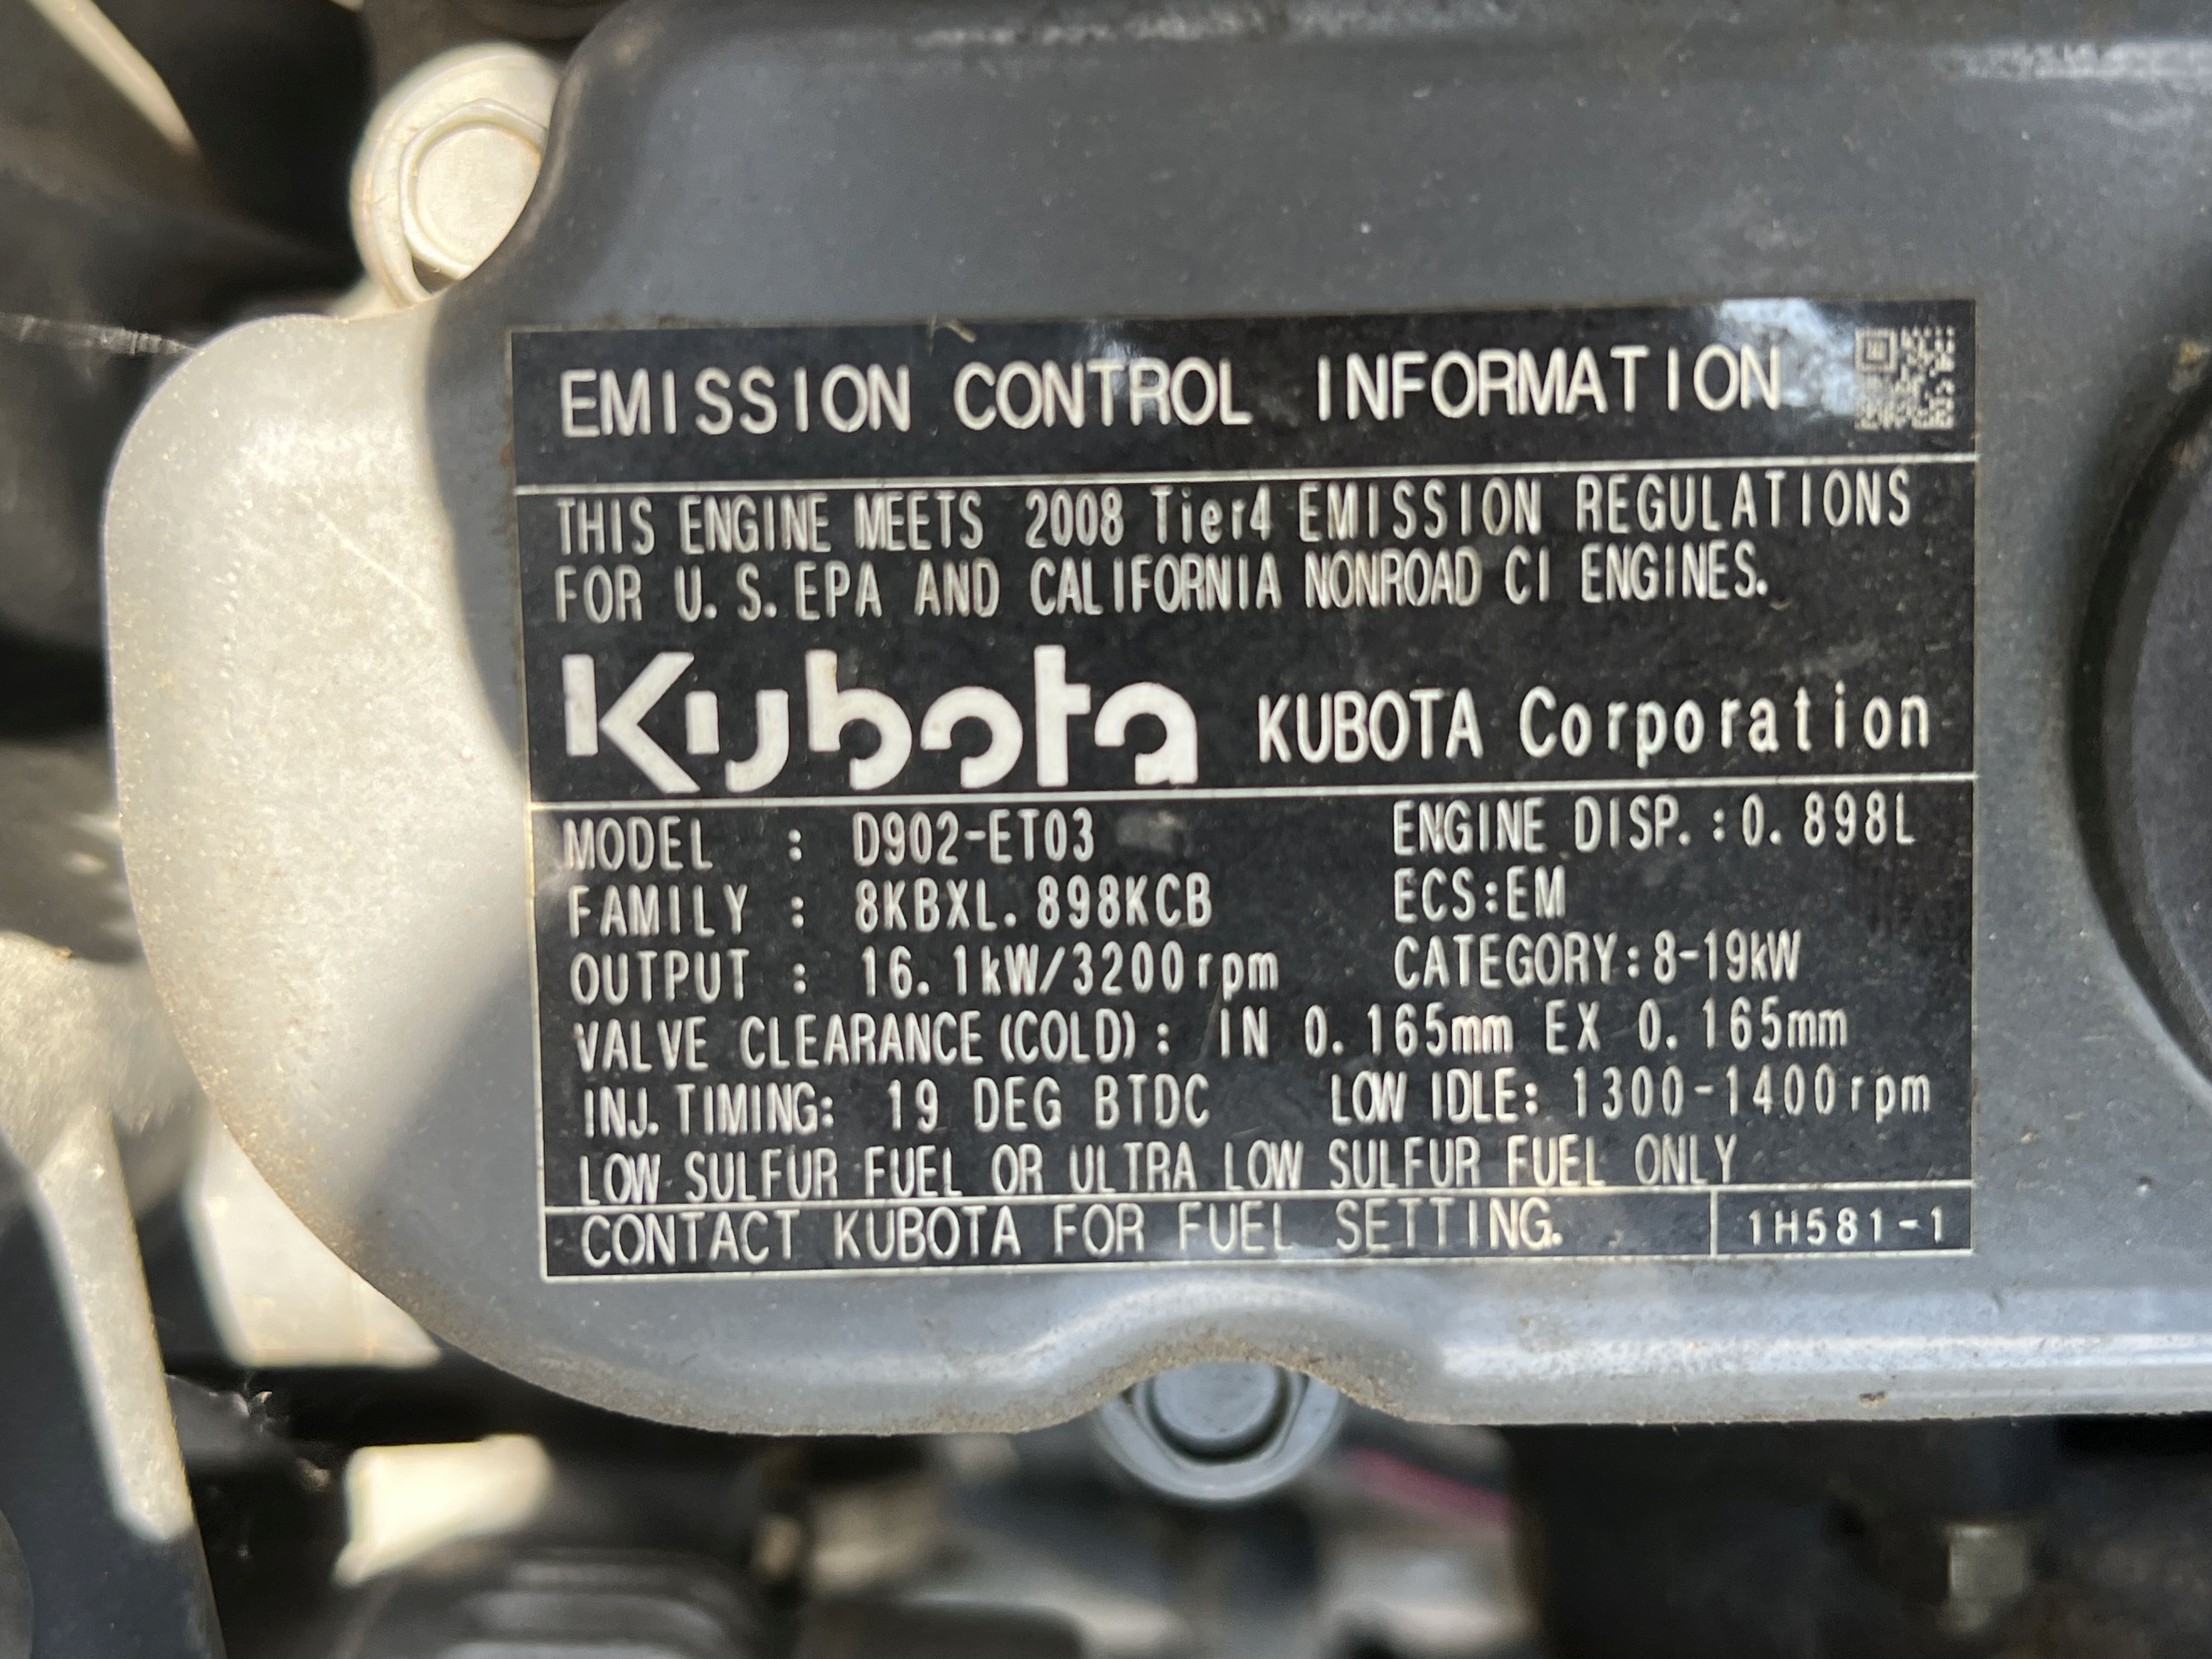 EMISSION CONTROL INFORMATION
THIS ENGINE MEETS 2008 Tier4 EMISSION REGULATIONS
FOR U.S. EPA AND CALIFORNIA NONROAD CI ENGINES.
Kubota KUBOTA Corporation
MODEL : D902-ET03 ENGINE DISP.:0.898L
FAMILY : 8KBXL.898KCB ECS:EM
OUTPUT : 16.1kW/3200rpm CATEGORY:8-19kW
VALVE CLEARANCE(COLD): IN 0.165mm EX 0.165mm
INJ.TIMING: 19 DEG BTDC LOW IDLE: 1300-1400rpm
LOW SULFUR FUEL OR ULTRA LOW SULFUR FUEL ONLY
CONTACT KUBOTA FOR FUEL SETTING. 1H581-1